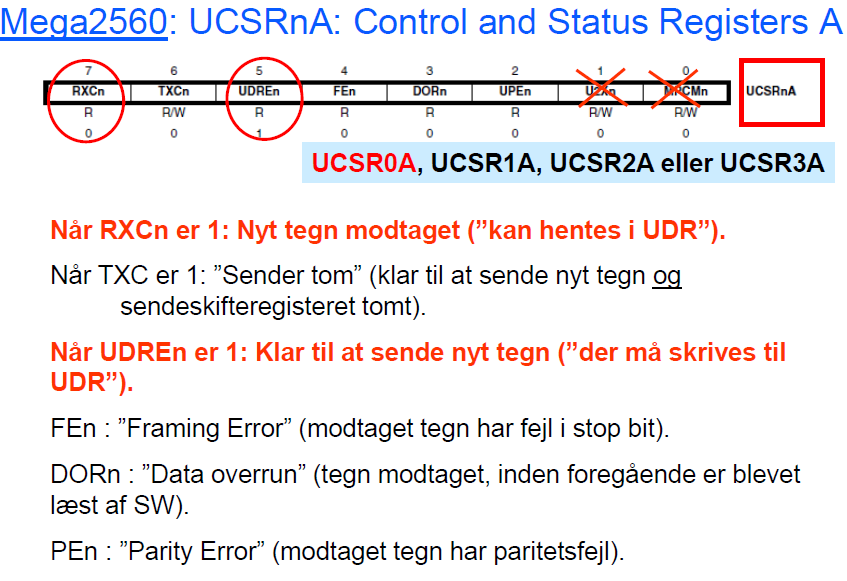 Mega2560: UCSRnA: Control and Status Registers A
7 6 5 4 3 2 1 0
RXCn TXCn UDREn FEn DORn UPEn U2Xn MPCMn UCSRnA
R R/W R R R R R/W R/W
0 0 1 0 0 0 0 0
UCSR0A, UCSR1A, UCSR2A eller UCSR3A
Når RXCn er 1: Nyt tegn modtaget (”kan hentes i UDR”).
Når TXC er 1: ”Sender tom” (klar til at sende nyt tegn og
sendeskifteregisteret tomt).
Når UDREn er 1: Klar til at sende nyt tegn (”der må skrives til
UDR”).
FEn : ”Framing Error” (modtaget tegn har fejl i stop bit).
DORn : ”Data overrun” (tegn modtaget, inden foregående er blevet
læst af SW).
PEn : ”Parity Error” (modtaget tegn har paritetsfejl).